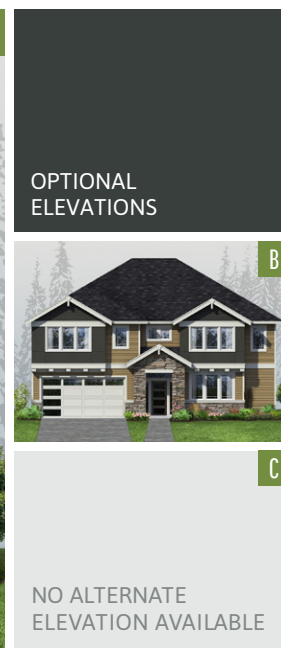 OPTIONAL
ELEVATIONS
B
C
NO ALTERNATE
ELEVATION AVAILABLE